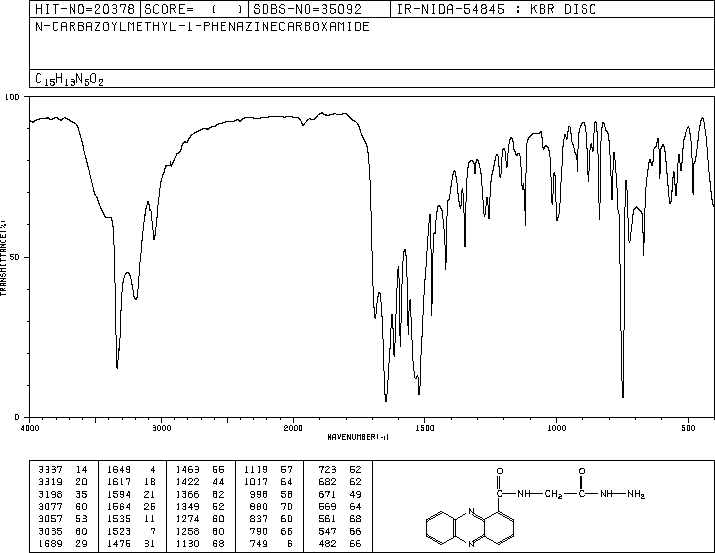 HIT-NO=20378 SCORE= ( ) SDBS-NO=35092 IR-NIDA-54845 : KBR DISC
N-CARBAZOYLMETHYL-1-PHENAZINECARBOXAMIDE
C15H13N5O2
100
50
0
TRANSMITTANCE(%)
4000 3000 2000 1500 1000 500
WAVENUMBER(-1)
3337 14 1649 4 1463 66 1119 57 723 52
3319 20 1617 18 1422 44 1017 64 682 62
3198 35 1594 21 1366 62 998 58 671 49
3077 60 1564 26 1349 52 880 70 569 64
3057 53 1535 11 1274 60 837 60 561 68
3035 60 1523 7 1258 60 790 66 547 66
1689 29 1476 31 1130 68 749 6 482 66
O O
C-NH-CH2-C-NH-NH2
N
N